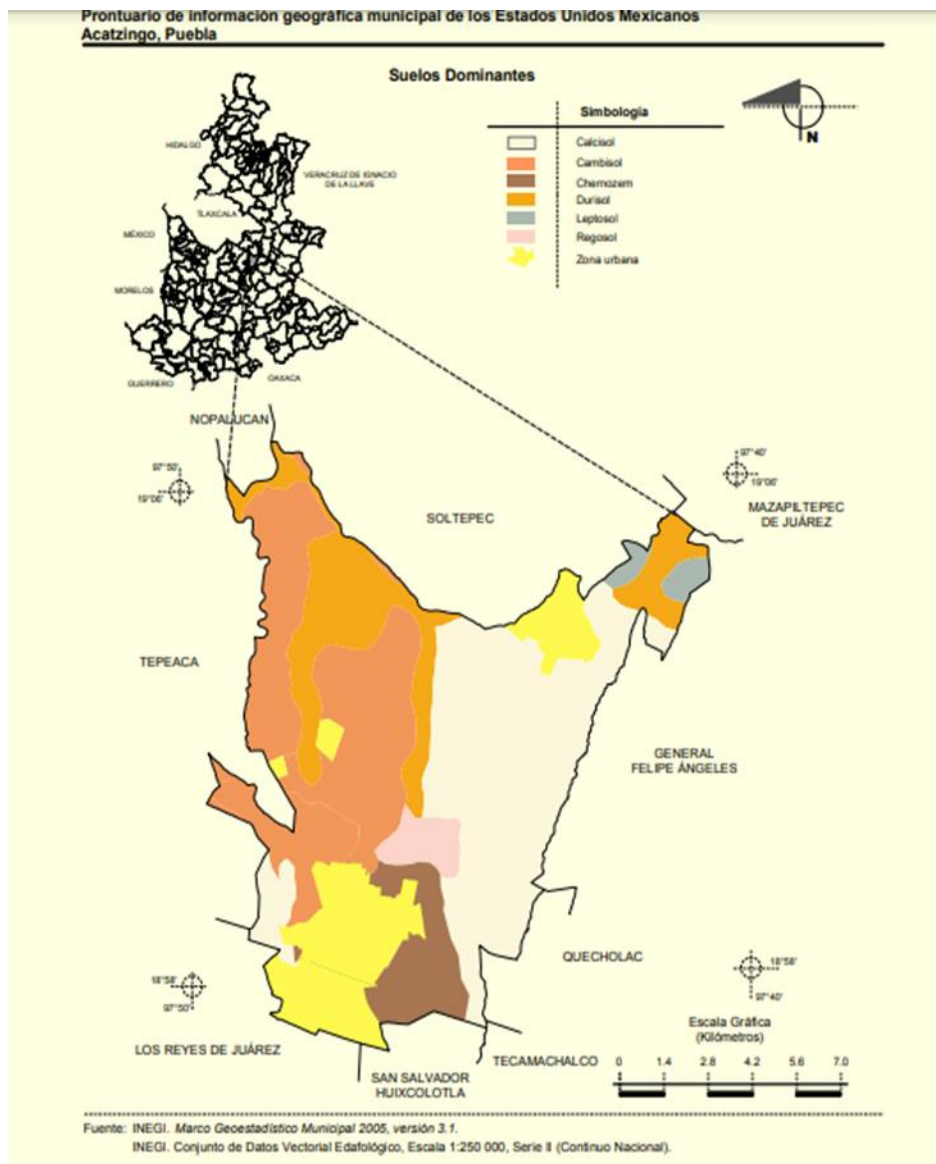 Prontuario de información geográfica municipal de los Estados Unidos Mexicanos
Acatzingo, Puebla
Suelos Dominantes
Simbología
Calcisol
Cambisol
Chernozem
Durisol
Leptosol
Regosol
Zona urbana
N
HIDALGO
VERACRUZ DE IGNACIO
DE LA LLAVE
TLAXCALA
MÉXICO
MORELOS
GUERRERO
OAXACA
NOPALUCAN
97°50'
19°06'
97°40'
19°06'
SOLTEPEC
MAZAPILTEPEC
DE JUÁREZ
TEPEACA
GENERAL
FELIPE ÁNGELES
QUECHOLAC
18°58'
97°50'
18°58'
97°40'
LOS REYES DE JUÁREZ
SAN SALVADOR
HUIXCOLOTLA
TECAMACHALCO
Escala Gráfica
(Kilómetros)
0 1.4 2.8 4.2 5.6 7.0
Fuente: INEGI. Marco Geoestadístico Municipal 2005, versión 3.1.
INEGI. Conjunto de Datos Vectorial Edafológico, Escala 1:250 000, Serie II (Continuo Nacional).